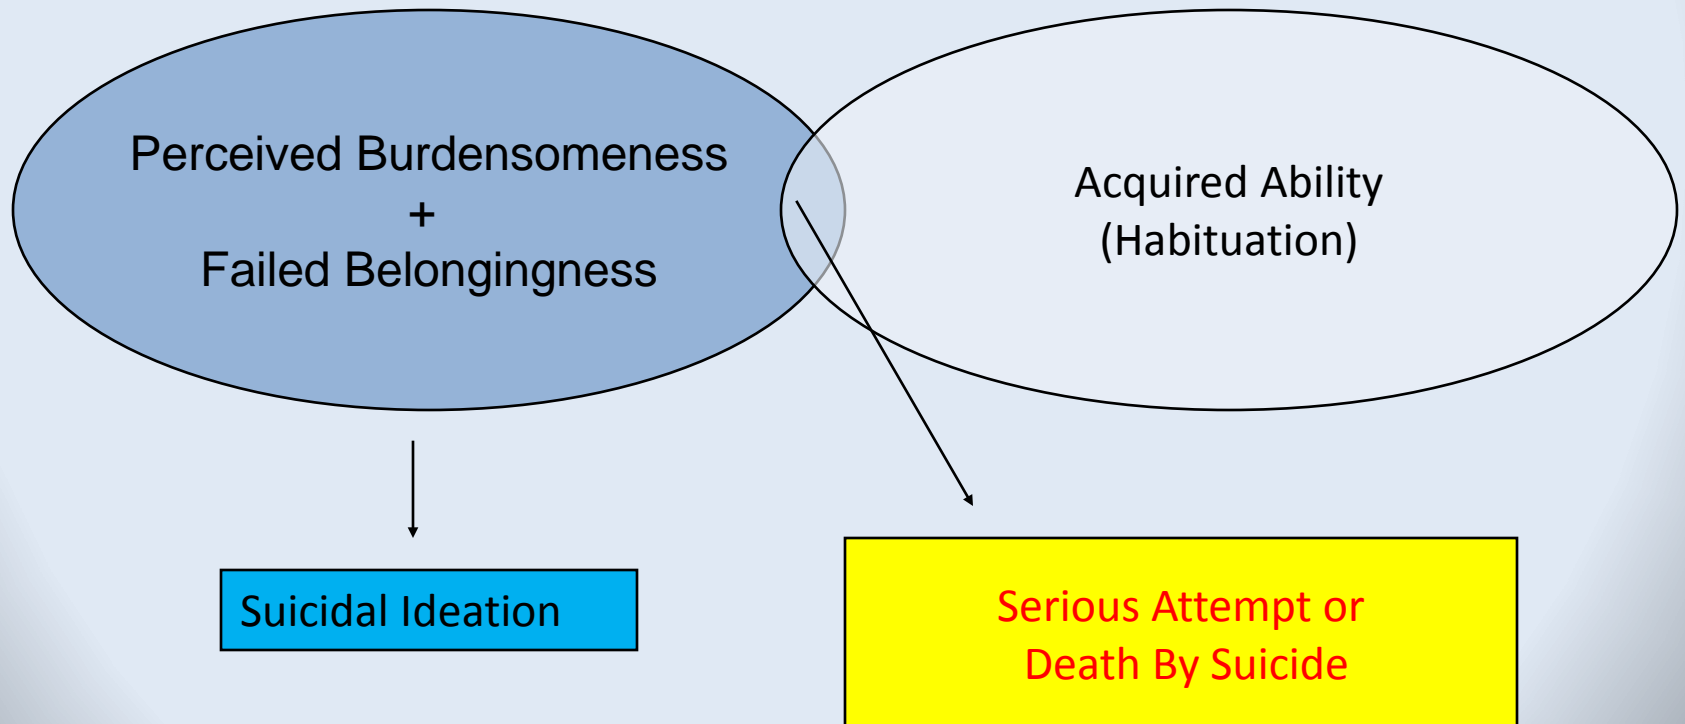 Perceived Burdensomeness
+
Failed Belongingness
Acquired Ability
(Habituation)
Suicidal Ideation
Serious Attempt or
Death By Suicide